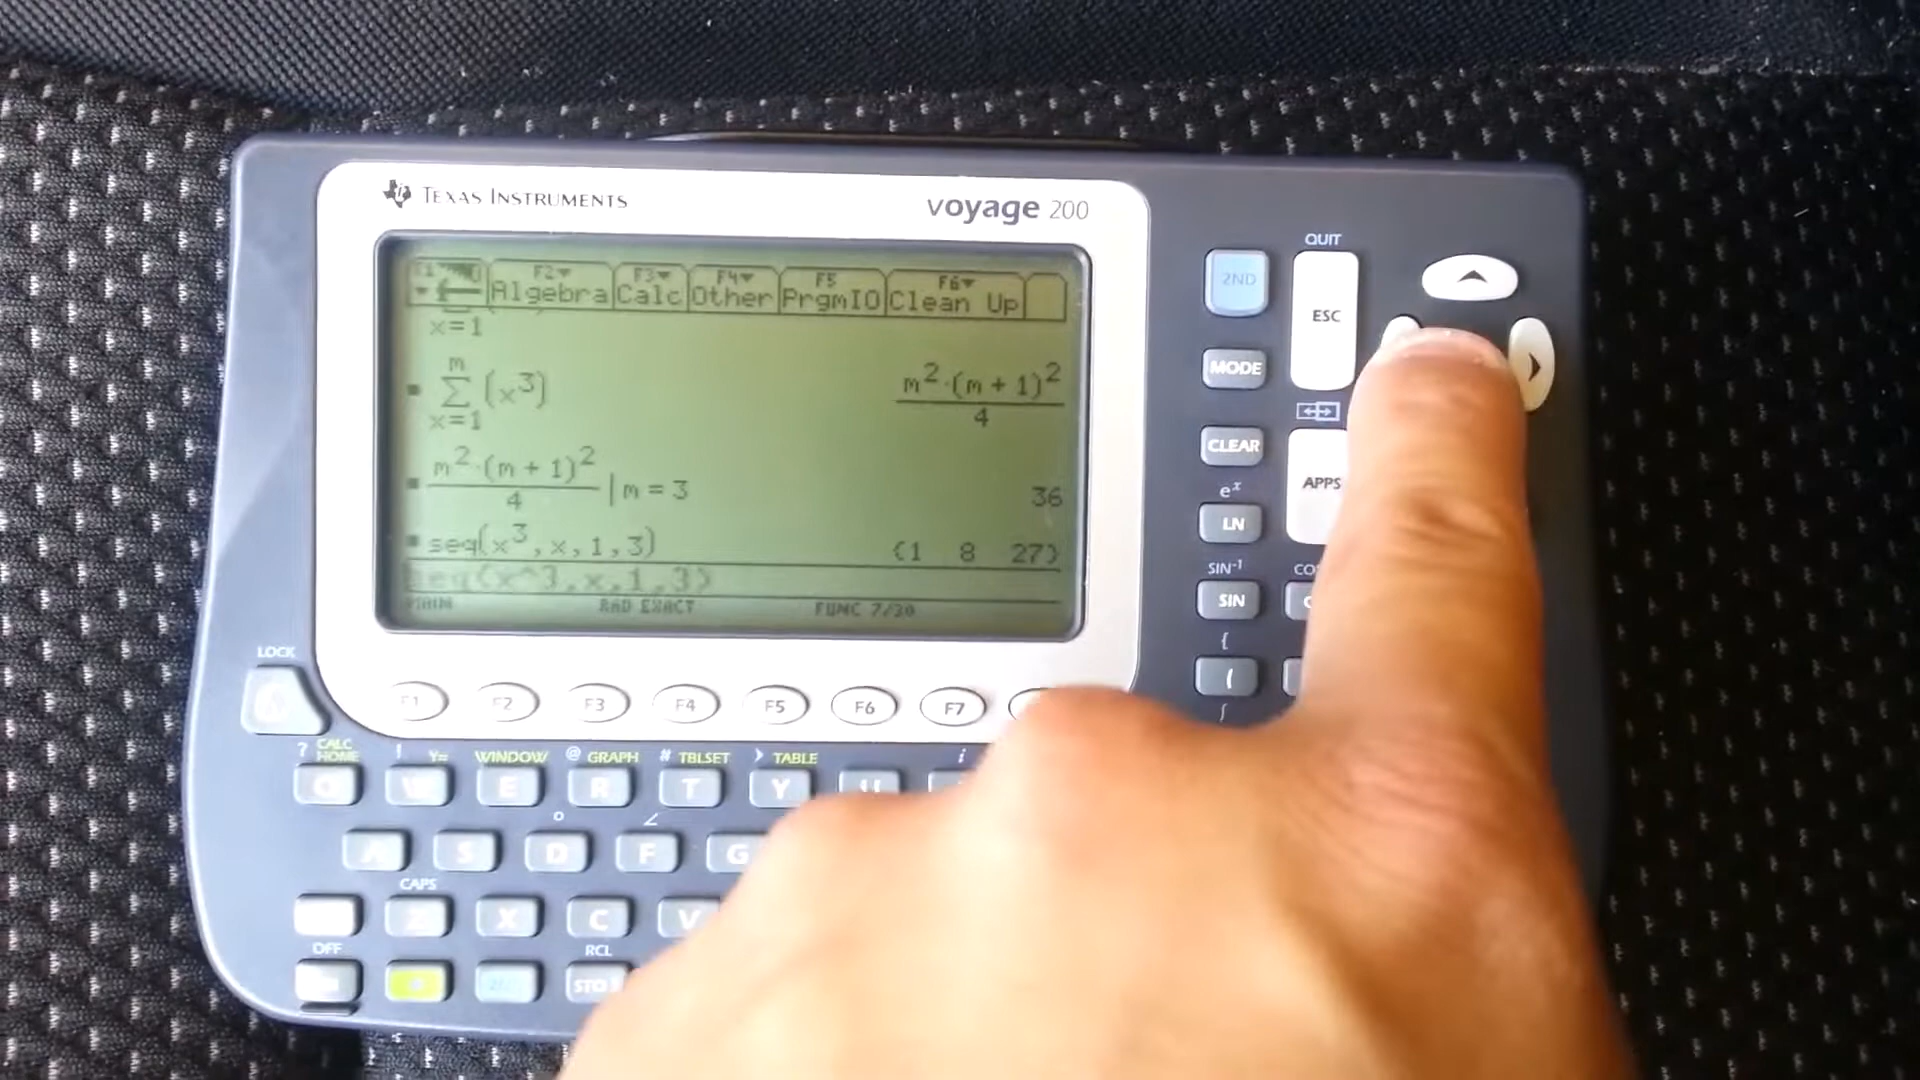 TEXAS INSTRUMENTS
voyage 200
F2 F3 F4 F5 F6
Algebra Calc Other PrgmIO Clean Up
x=1
m
∑ (x³) m²·(m + 1)²
x=1 4
m²·(m + 1)²
4 | m = 3 36
seq(x³, x, 1, 3) {1 8 27}
seq(x^3,x,1,3)
MAIN RAD EXACT FUNC 7/30
QUIT
2ND
ESC
MODE
CLEAR
APPS
eˣ
LN
SIN⁻¹
SIN
{
(
LOCK
F1 F2 F3 F4 F5 F6 F7
? CALC HOME ! Y= WINDOW @ GRAPH # TBLSET > TABLE i
Q W E R T Y U
° ∠
A S D F G
CAPS
Z X C V
OFF RCL
STO